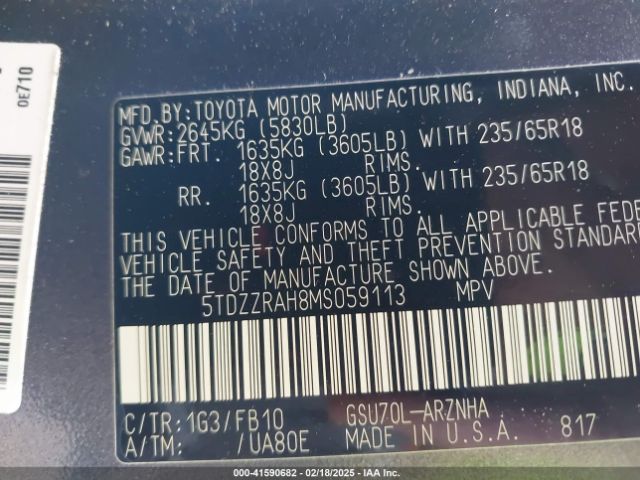 0E710
MFD.BY:TOYOTA MOTOR MANUFACTURING, INDIANA, INC.
GVWR:2645KG (5830LB)
GAWR:FRT. 1635KG (3605LB) WITH 235/65R18
18X8J RIMS.
RR. 1635KG (3605LB) WITH 235/65R18
18X8J RIMS.
THIS VEHICLE CONFORMS TO ALL APPLICABLE FEDE
VEHICLE SAFETY AND THEFT PREVENTION STANDARD
THE DATE OF MANUFACTURE SHOWN ABOVE.
5TDZZRAH8MS059113 MPV
C/TR:1G3/FB10 GSU70L-ARZNHA
A/TM: /UA80E MADE IN U.S.A. 817
000-41590682 - 02/18/2025 - IAAI/CA